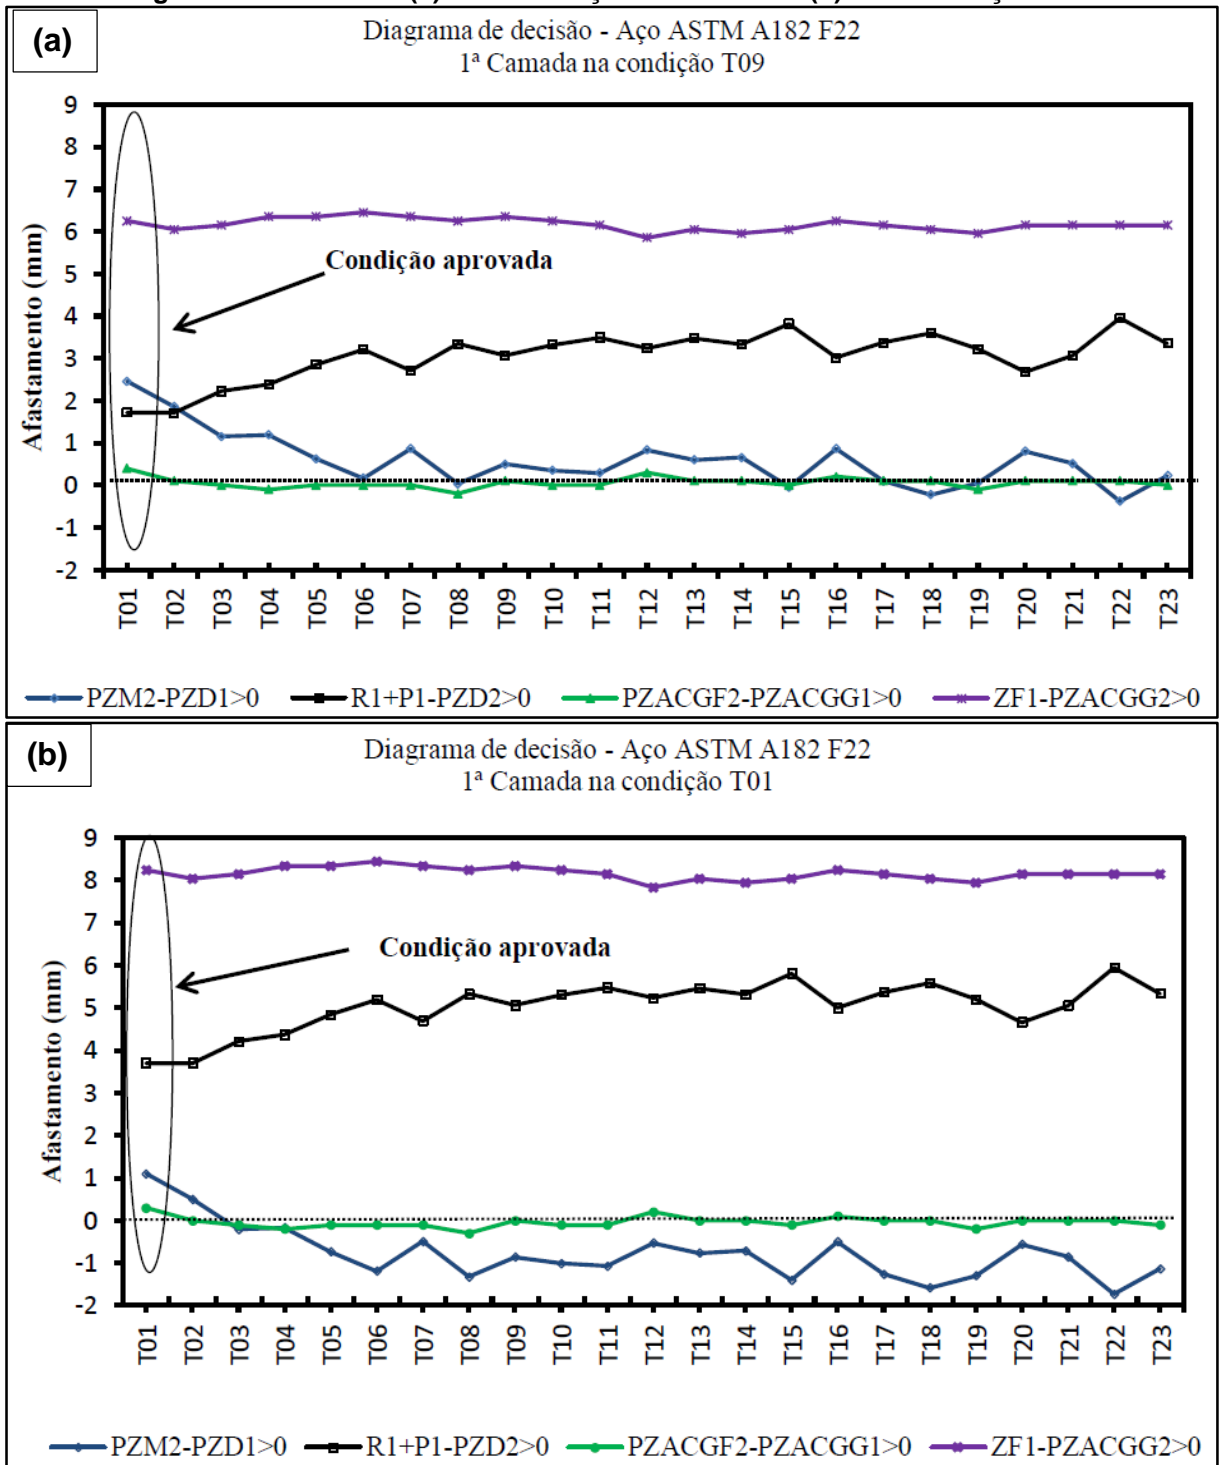 (a)
Diagrama de decisão - Aço ASTM A182 F22
1ª Camada na condição T09
Afastamento (mm)
9
8
7
6
5
4
3
2
1
0
-1
-2
Condição aprovada
T01 T02 T03 T04 T05 T06 T07 T08 T09 T10 T11 T12 T13 T14 T15 T16 T17 T18 T19 T20 T21 T22 T23
PZM2-PZD1>0 R1+P1-PZD2>0 PZACGF2-PZACGG1>0 ZF1-PZACGG2>0
(b)
Diagrama de decisão - Aço ASTM A182 F22
1ª Camada na condição T01
Afastamento (mm)
9
8
7
6
5
4
3
2
1
0
-1
-2
Condição aprovada
T01 T02 T03 T04 T05 T06 T07 T08 T09 T10 T11 T12 T13 T14 T15 T16 T17 T18 T19 T20 T21 T22 T23
PZM2-PZD1>0 R1+P1-PZD2>0 PZACGF2-PZACGG1>0 ZF1-PZACGG2>0